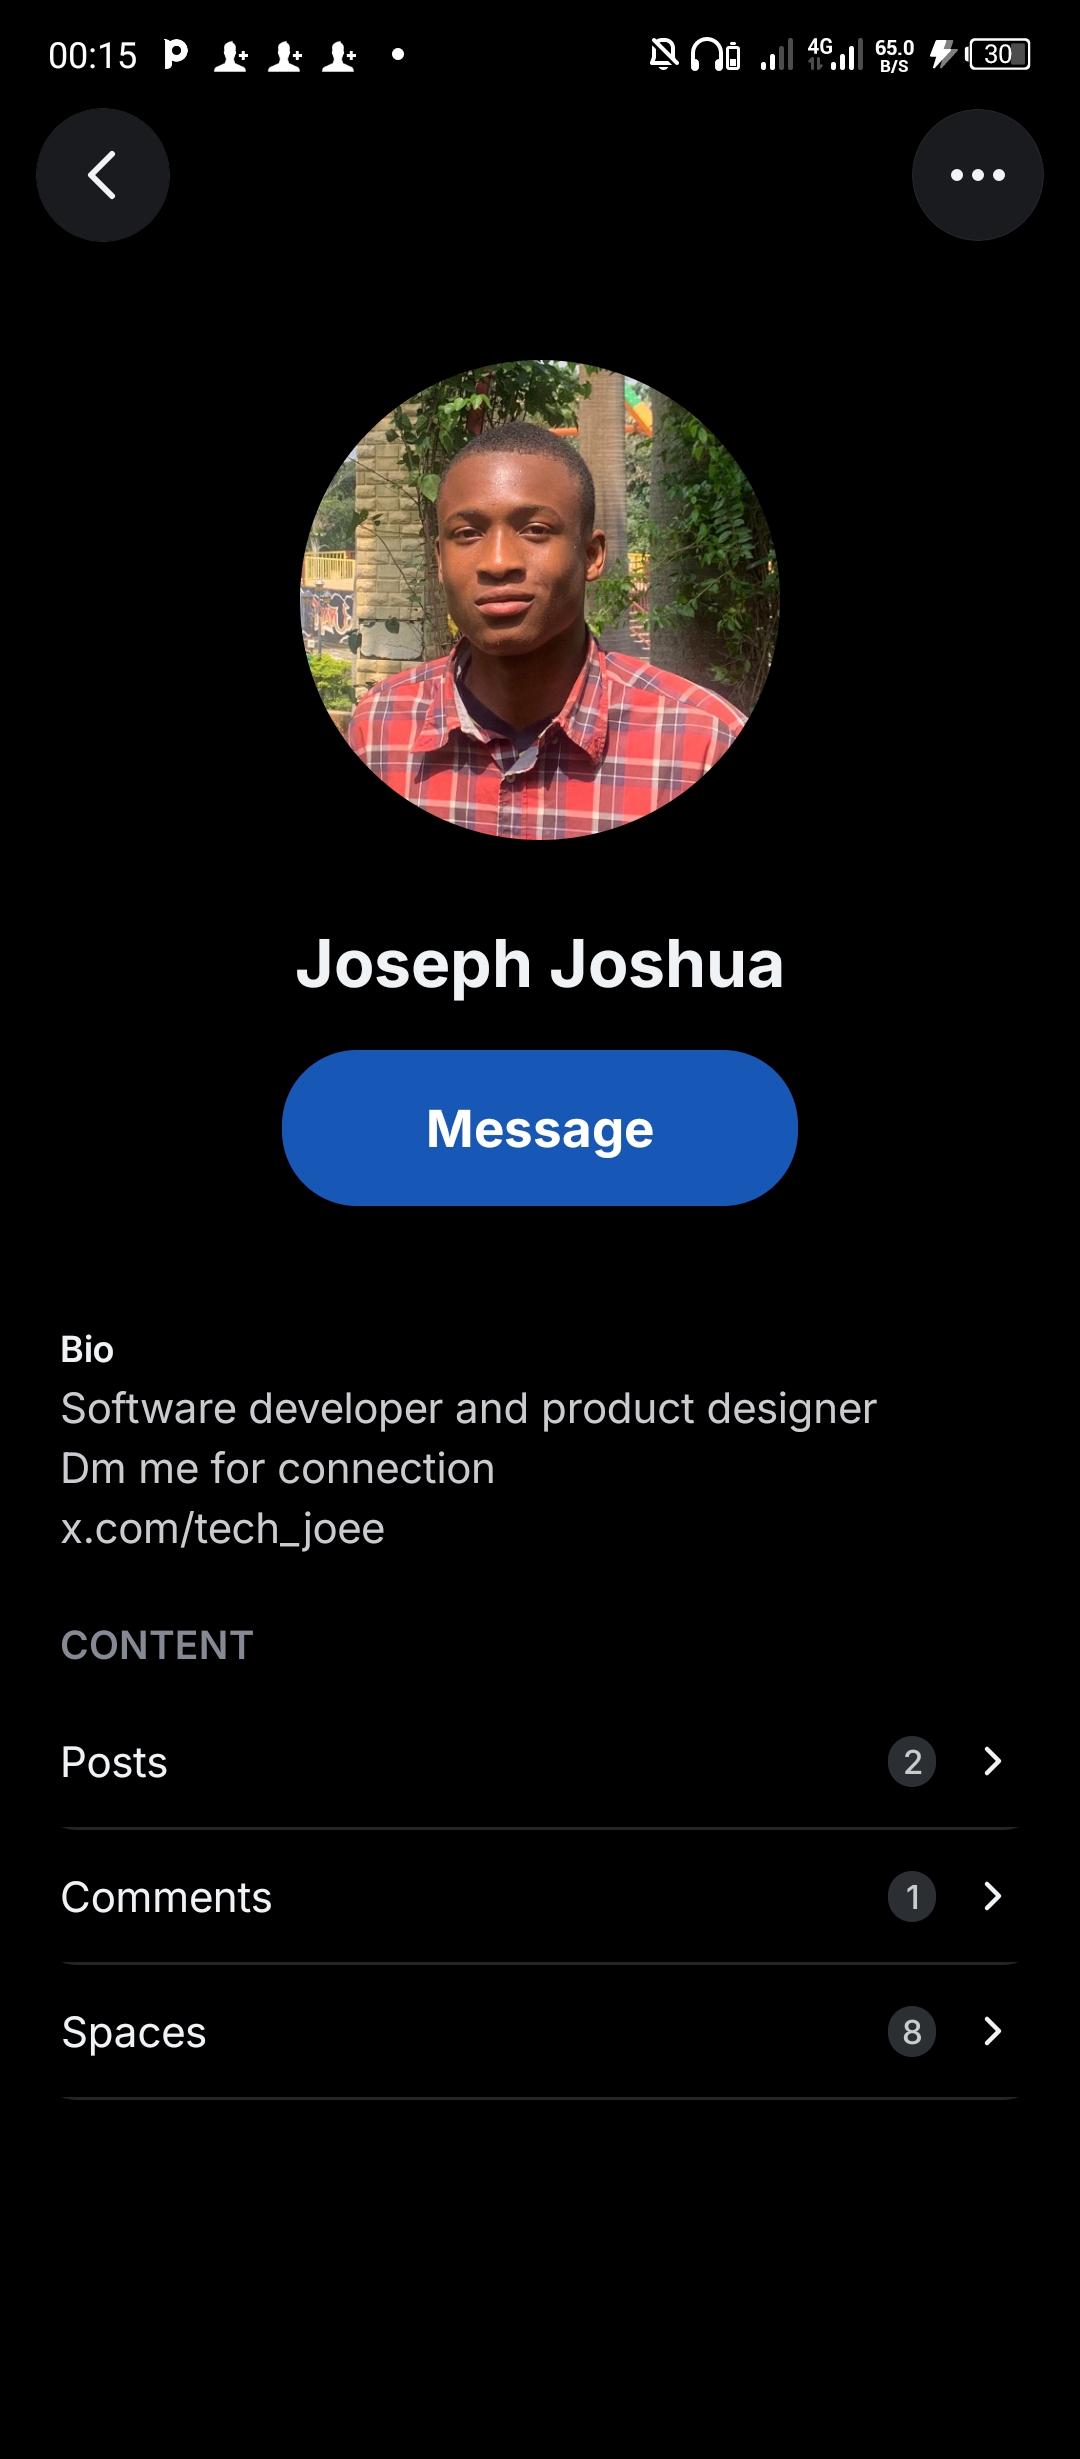 00:15
4G
65.0
B/S
30
Joseph Joshua
Message
Bio
Software developer and product designer
Dm me for connection
x.com/tech_joee
CONTENT
Posts 2
Comments 1
Spaces 8